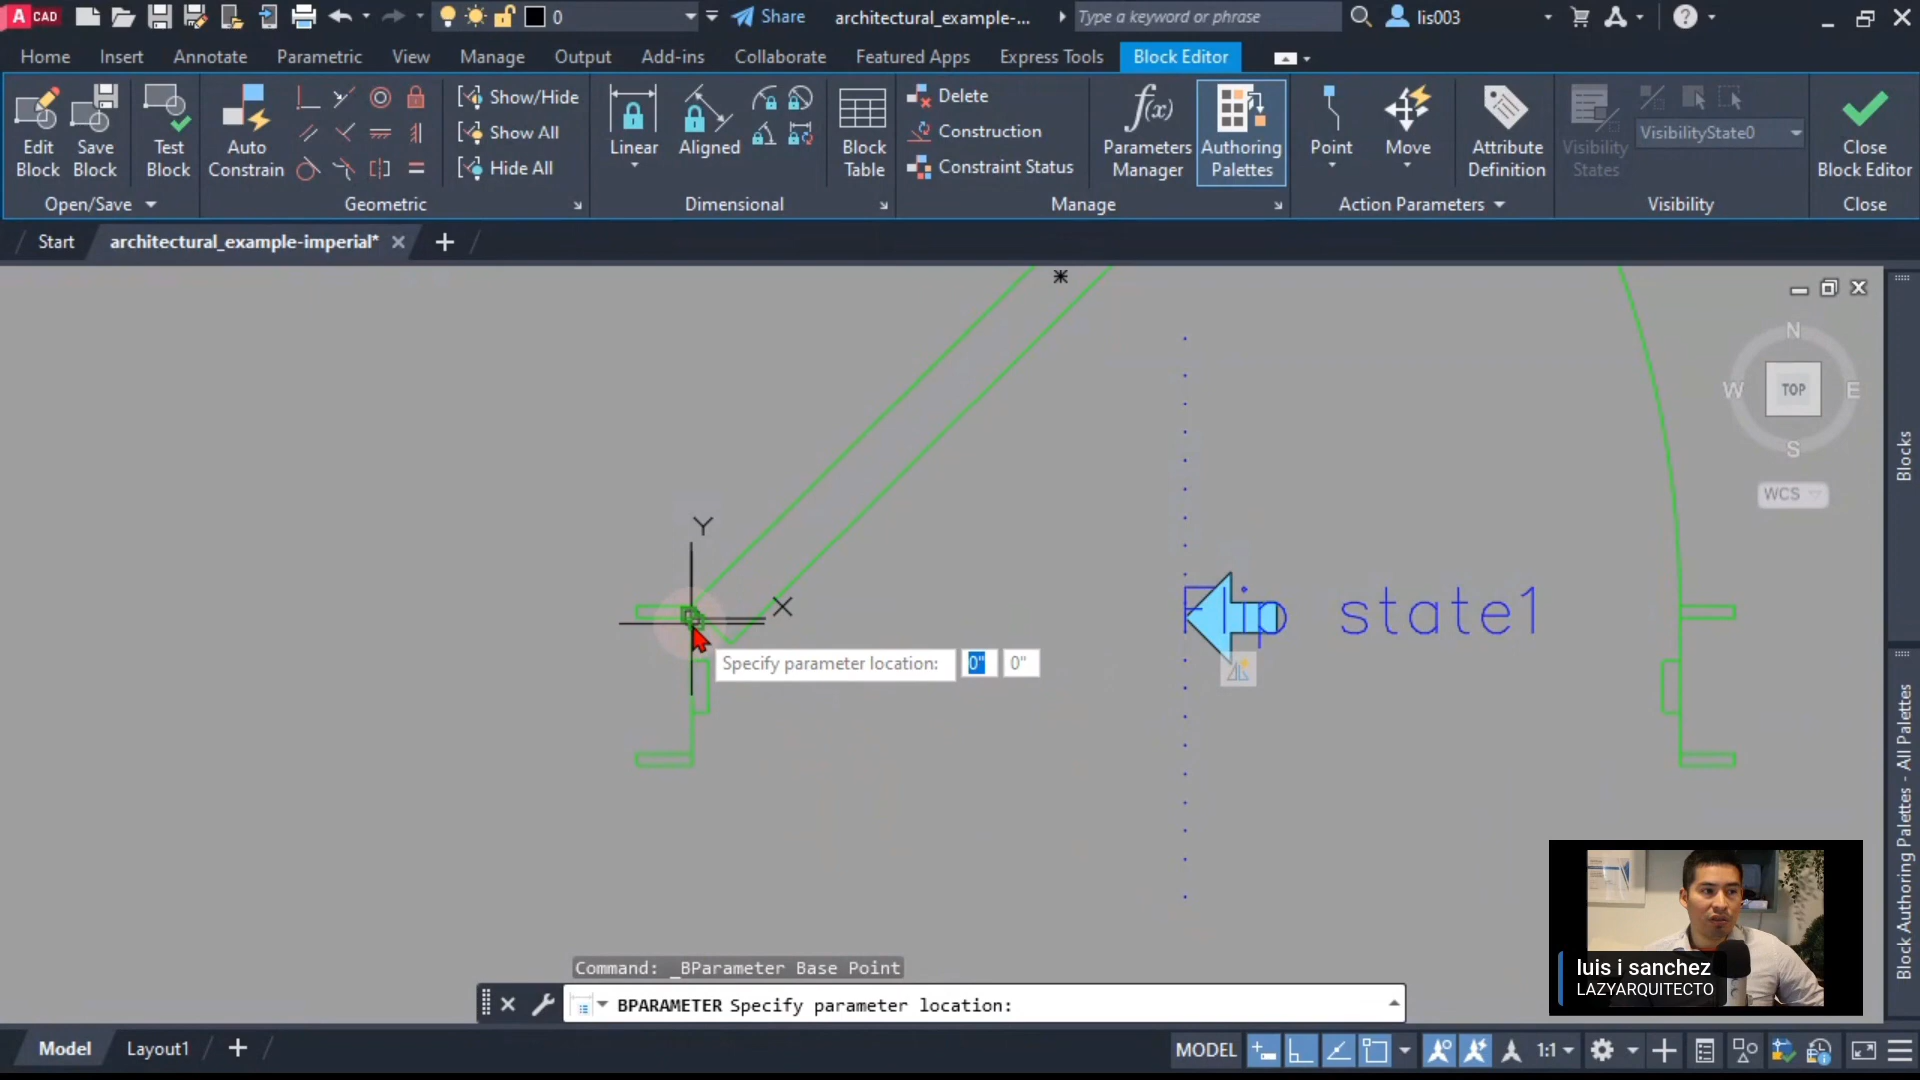 A CAD
0
Share
architectural_example-...
Type a keyword or phrase
lis003
?
Home
Insert
Annotate
Parametric
View
Manage
Output
Add-ins
Collaborate
Featured Apps
Express Tools
Block Editor
Edit Block
Save Block
Test Block
Auto Constrain
Show/Hide
Show All
Hide All
Linear
Aligned
Block Table
Delete
Construction
Constraint Status
f(x)
Parameters Manager
Authoring Palettes
Point
Move
Attribute Definition
Visibility States
VisibilityState0
Close Block Editor
Open/Save
Geometric
Dimensional
Manage
Action Parameters
Visibility
Close
Start
architectural_example-imperial*
N
W
TOP
E
S
WCS
Blocks
Y
X
Flip state1
Specify parameter location: 0" 0"
Block Authoring Palettes - All Palettes
luis i sanchez
LAZYARQUITECTO
Command: _BParameter Base Point
BPARAMETER Specify parameter location:
Model
Layout1
MODEL
1:1